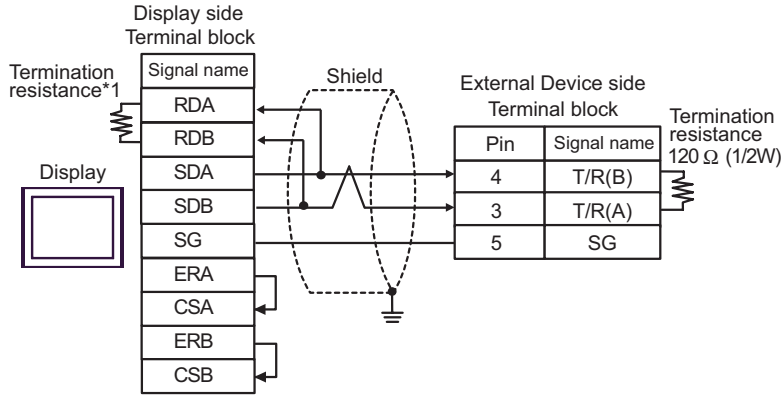 Display side
Terminal block
Termination
resistance*1
Signal name
RDA
RDB
SDA
SDB
SG
ERA
CSA
ERB
CSB
Display
Shield
External Device side
Terminal block
Pin Signal name
4 T/R(B)
3 T/R(A)
5 SG
Termination
resistance
120 Ω (1/2W)